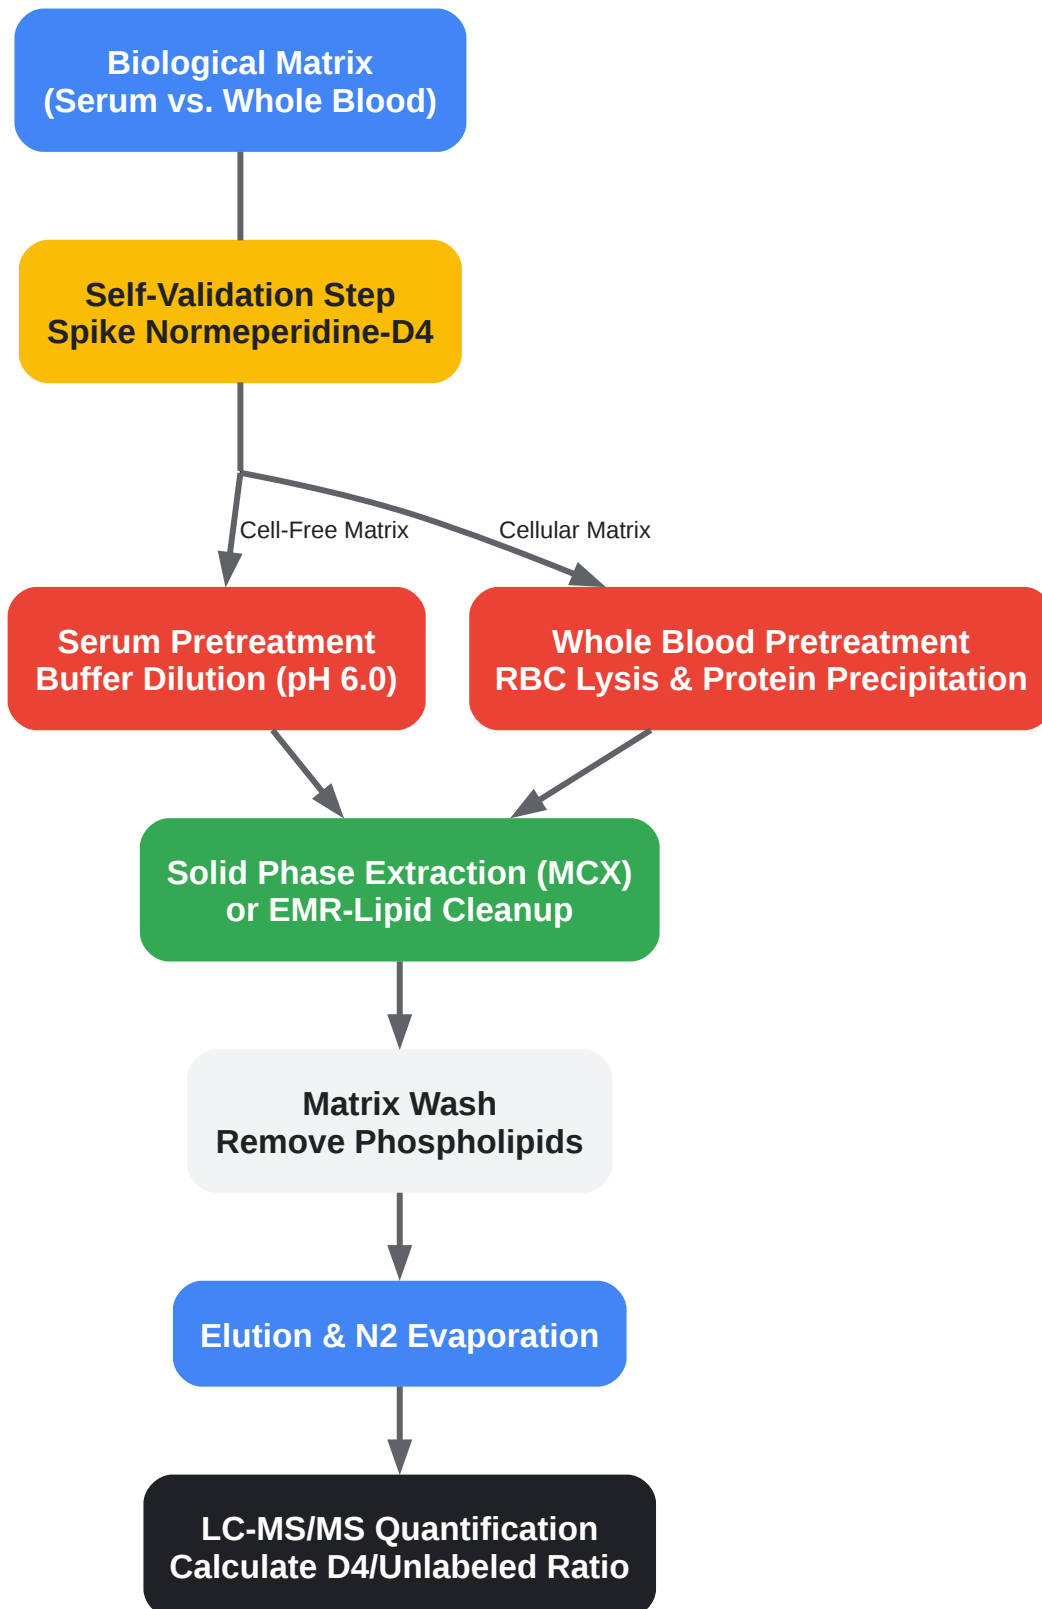 Biological Matrix
(Serum vs. Whole Blood)
Self-Validation Step
Spike Normeperidine-D4
Cell-Free Matrix
Cellular Matrix
Serum Pretreatment
Buffer Dilution (pH 6.0)
Whole Blood Pretreatment
RBC Lysis & Protein Precipitation
Solid Phase Extraction (MCX)
or EMR-Lipid Cleanup
Matrix Wash
Remove Phospholipids
Elution & N2 Evaporation
LC-MS/MS Quantification
Calculate D4/Unlabeled Ratio